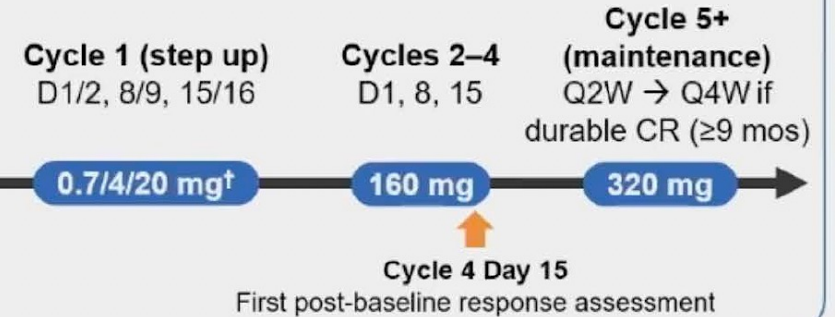 Cycle 1 (step up)
D1/2, 8/9, 15/16
0.7/4/20 mg†
Cycles 2–4
D1, 8, 15
160 mg
Cycle 5+
(maintenance)
Q2W → Q4W if
durable CR (≥9 mos)
320 mg
Cycle 4 Day 15
First post-baseline response assessment